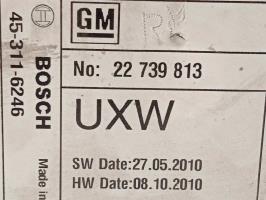 GM
RK
No: 22 739 813
UXW
SW Date:27.05.2010
HW Date:08.10.2010
45-311-6246
BOSCH
Made in